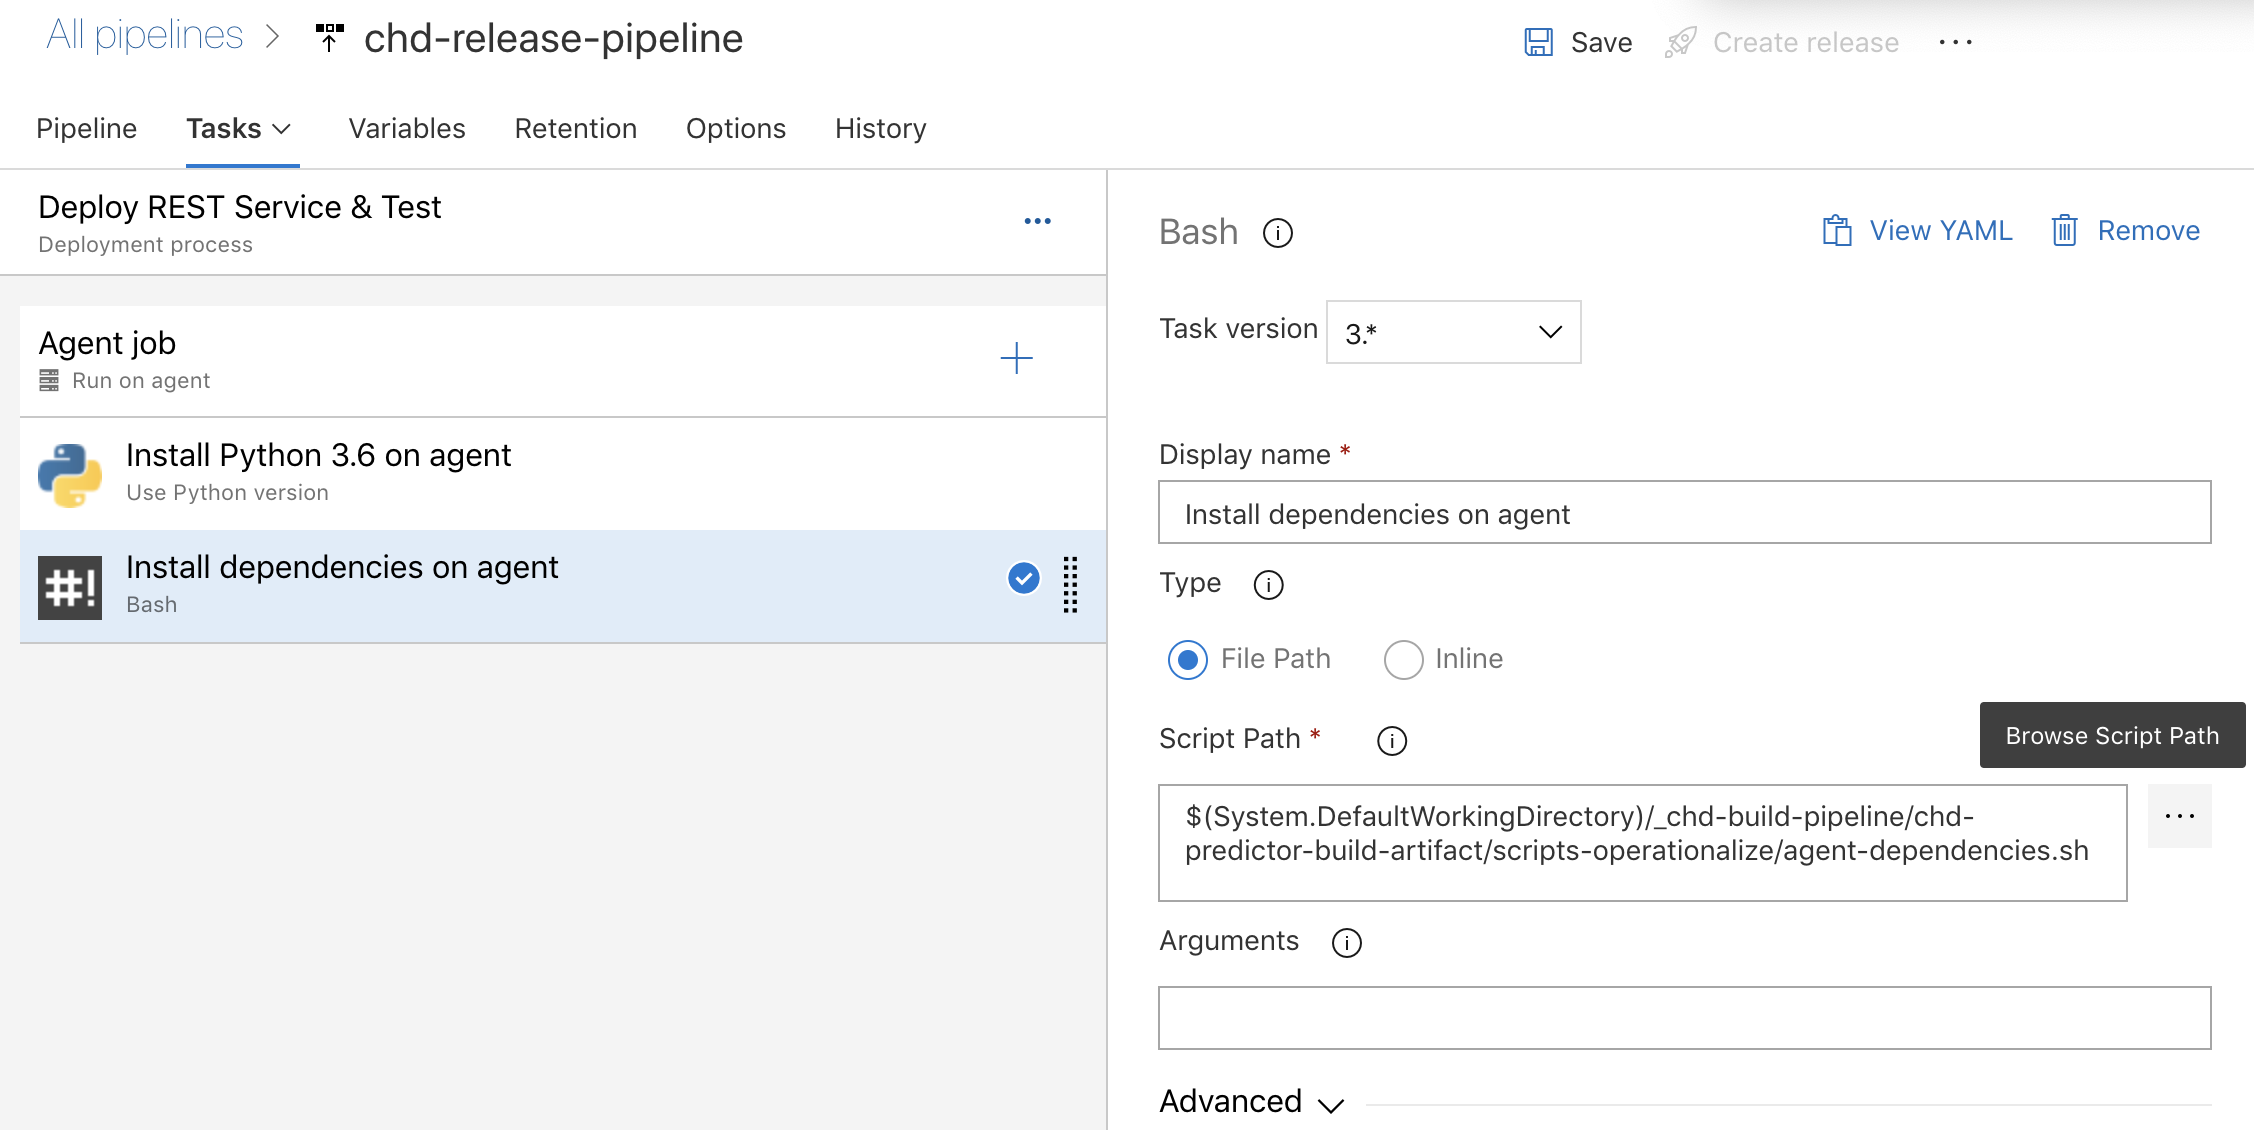 All pipelines
chd-release-pipeline
Save
Create release
Pipeline
Tasks
Variables
Retention
Options
History
Deploy REST Service & Test
Deployment process
Agent job
Run on agent
Install Python 3.6 on agent
Use Python version
#!
Install dependencies on agent
Bash
Bash
View YAML
Remove
Task version
3.*
Display name *
Install dependencies on agent
Type
File Path
Inline
Script Path *
Browse Script Path
$(System.DefaultWorkingDirectory)/_chd-build-pipeline/chd-
predictor-build-artifact/scripts-operationalize/agent-dependencies.sh
Arguments
Advanced